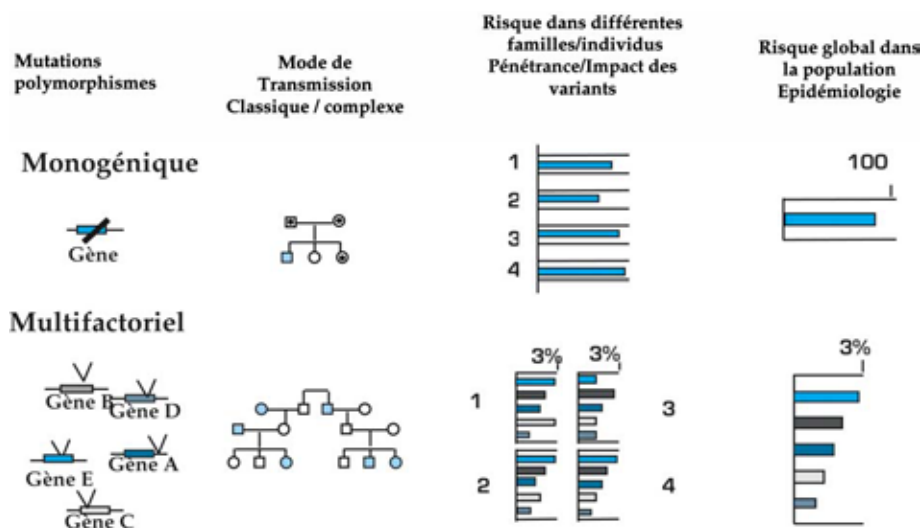 Mutations
polymorphismes
Mode de
Transmission
Classique / complexe
Risque dans différentes
familles/individus
Pénétrance/Impact des
variants
Risque global dans
la population
Epidémiologie
Monogénique
Gène
1
2
3
4
100
Multifactoriel
Gène B
Gène D
Gène E
Gène A
Gène C
3%
3%
1
3
2
4
3%